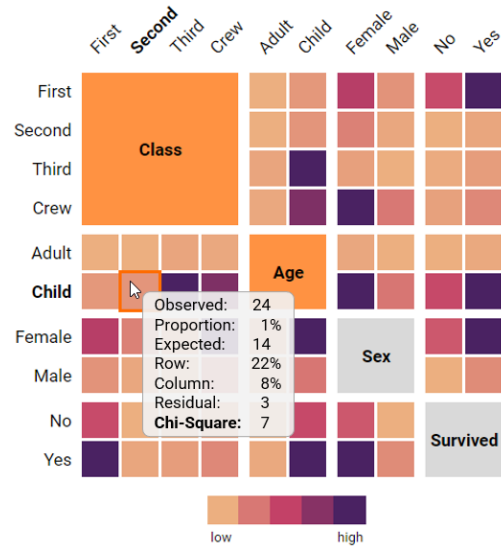 First Second Third Crew Adult Child Female Male No Yes
First
Second
Class
Third
Crew
Adult
Age
Child
Observed: 24
Proportion: 1%
Expected: 14
Row: 22%
Column: 8%
Residual: 3
Chi-Square: 7
Female
Sex
Male
No
Survived
Yes
low high